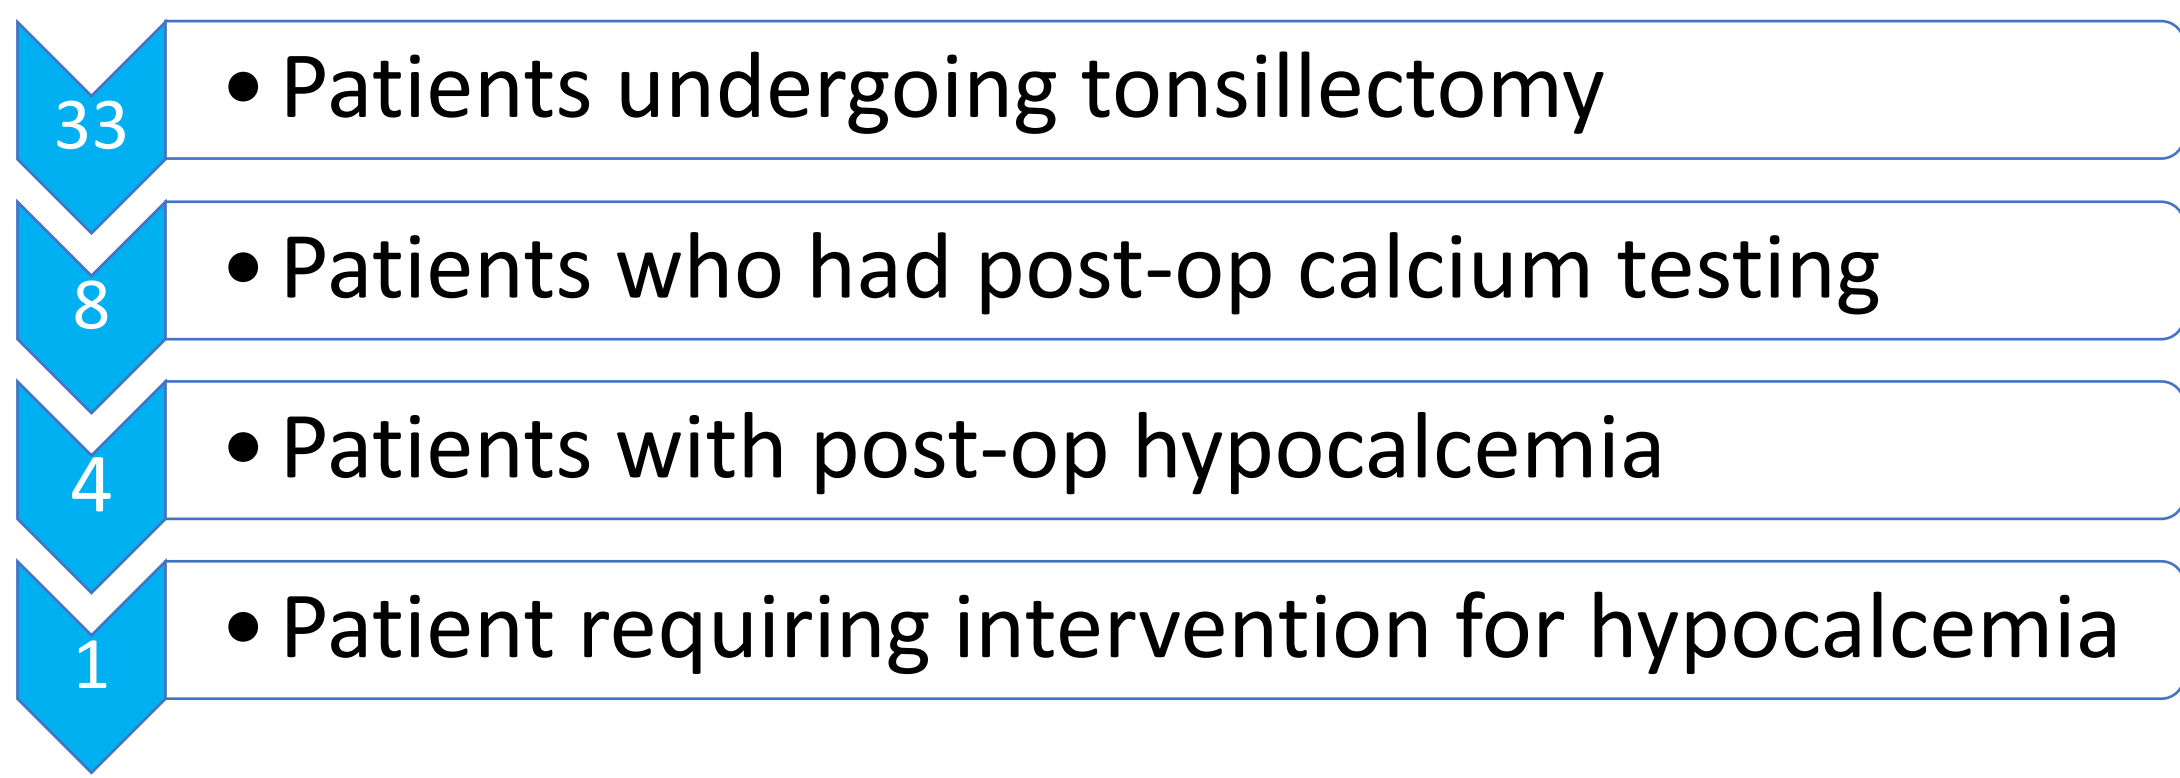 33 • Patients undergoing tonsillectomy
8 • Patients who had post-op calcium testing
4 • Patients with post-op hypocalcemia
1 • Patient requiring intervention for hypocalcemia